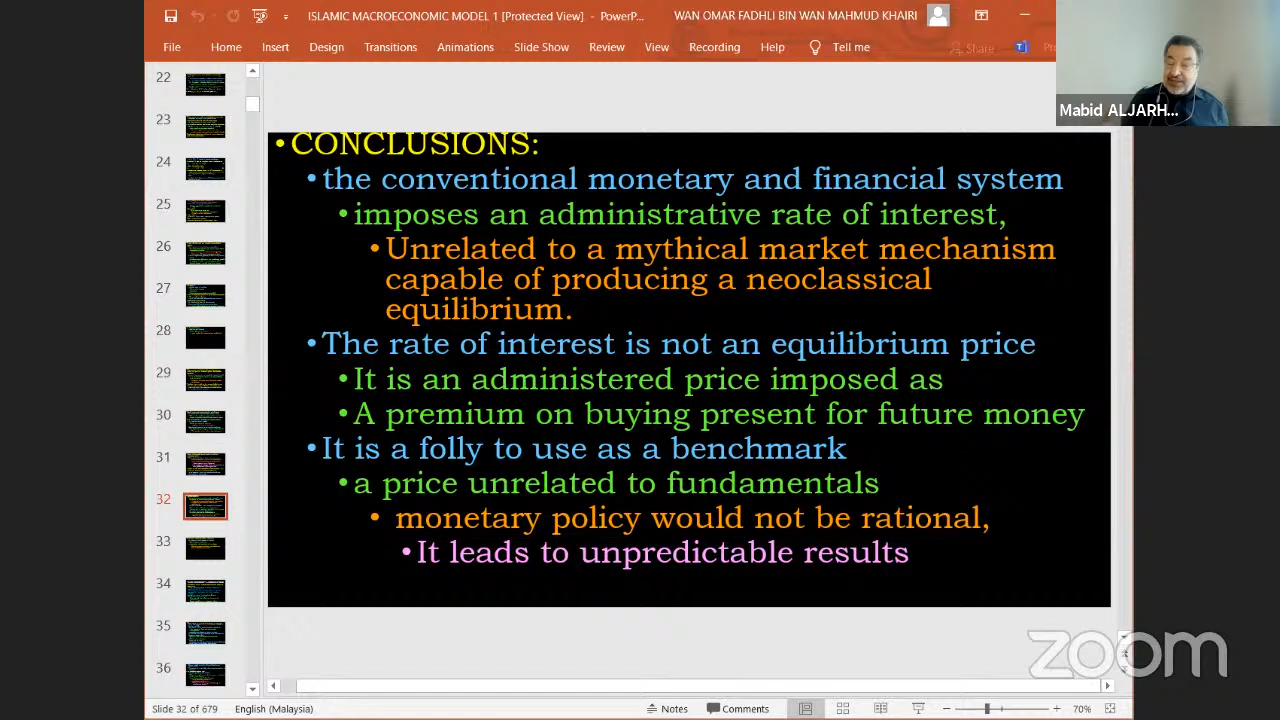 ISLAMIC MACROECONOMIC MODEL 1 [Protected View] - PowerP...
WAN OMAR FADHLI BIN WAN MAHMUD KHAIRI
File Home Insert Design Transitions Animations Slide Show Review View Recording Help Tell me Share
Mabid ALJARH...
22
23
24
25
26
27
28
29
30
31
32
33
34
35
36
• CONCLUSIONS:
• the conventional monetary and financial system
• imposes an administrative rate of interest,
• Unrelated to a mythical market mechanism
capable of producing a neoclassical
equilibrium.
• The rate of interest is not an equilibrium price
• It is an administered price imposed as
• A premium on buying present for future money
• It is a folly to use as a benchmark
• a price unrelated to fundamentals
• monetary policy would not be rational,
• It leads to unpredictable results
zoom
Slide 32 of 679 English (Malaysia) Notes Comments 70%